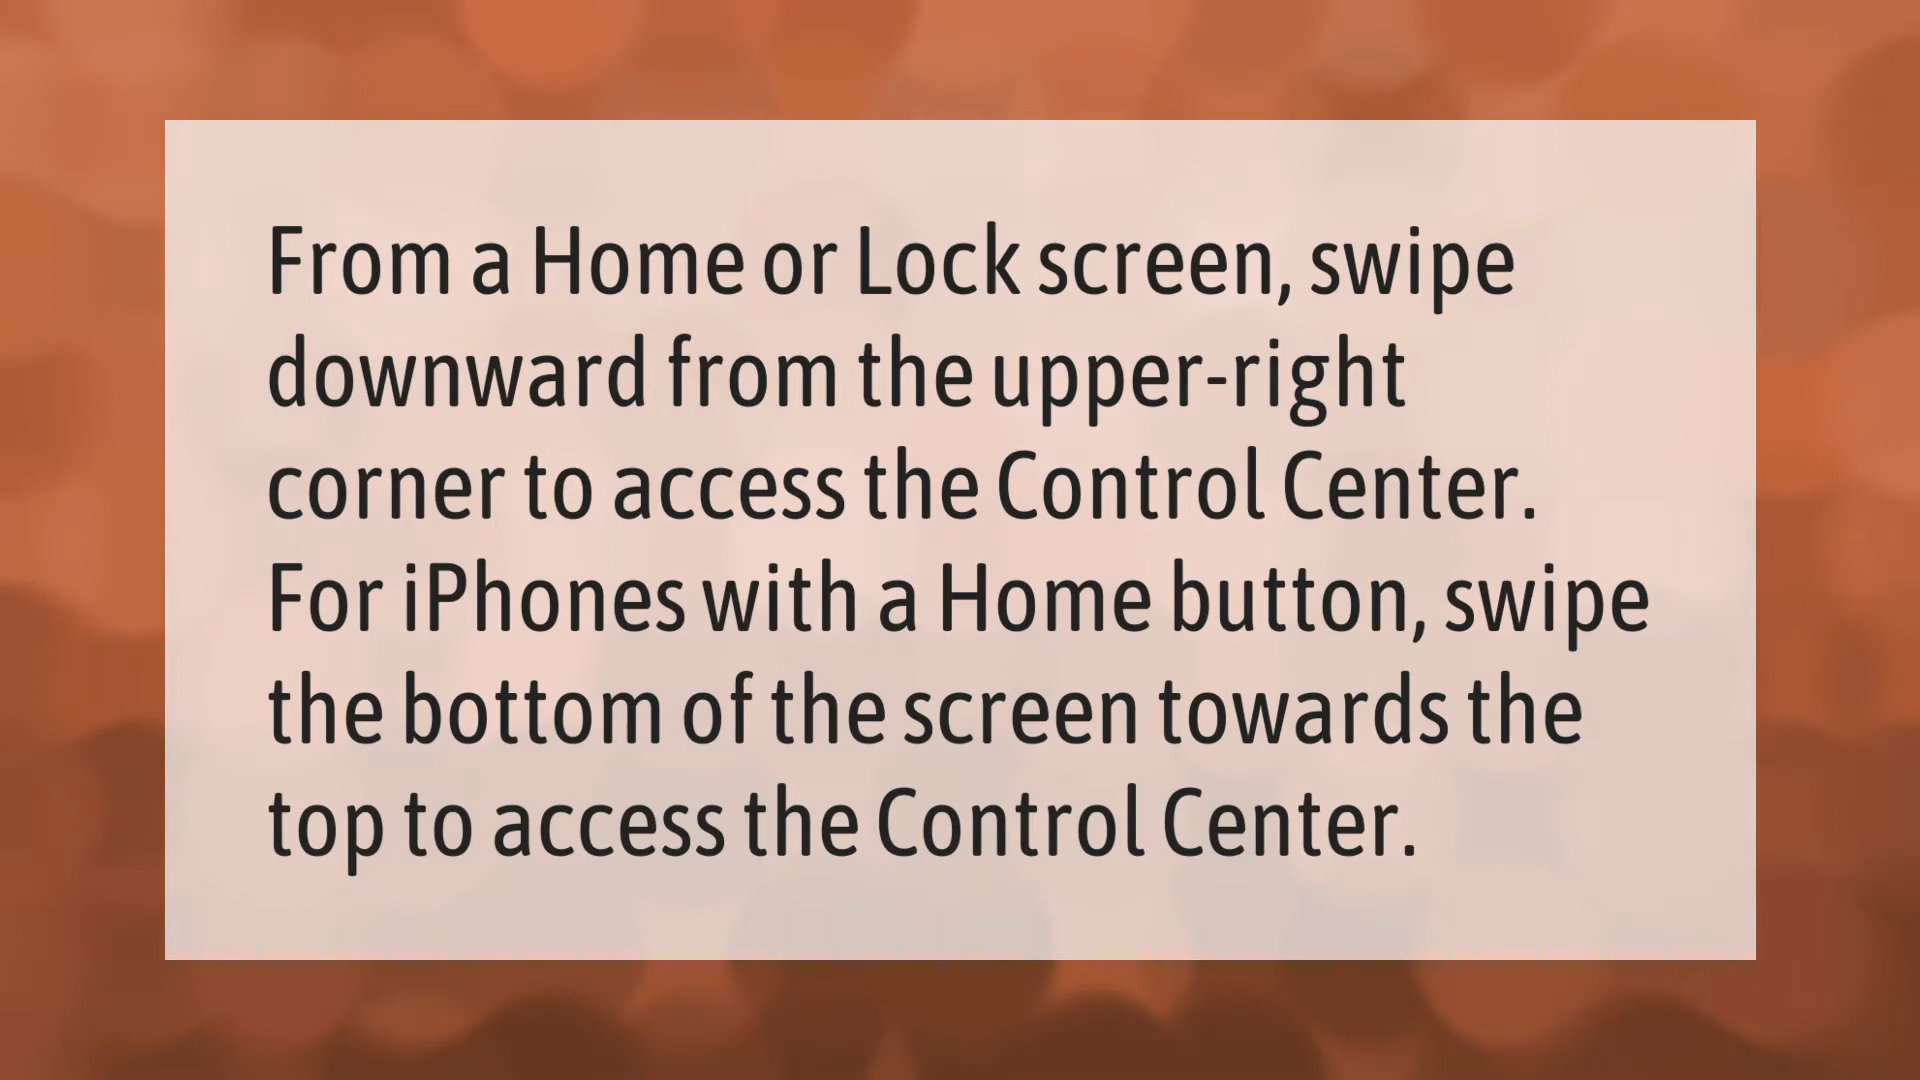 From a Home or Lock screen, swipe
downward from the upper-right
corner to access the Control Center.
For iPhones with a Home button, swipe
the bottom of the screen towards the
top to access the Control Center.